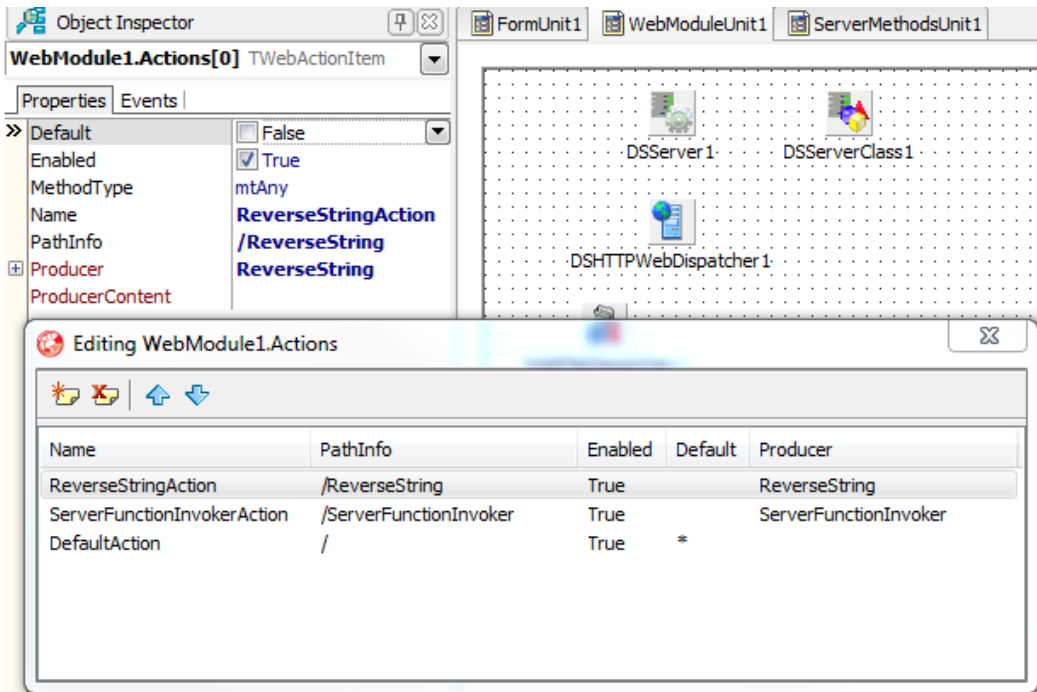 Object Inspector
WebModule1.Actions[0] TWebActionItem
Properties Events
Default False
Enabled True
MethodType mtAny
Name ReverseStringAction
PathInfo /ReverseString
Producer ReverseString
ProducerContent
FormUnit1 WebModuleUnit1 ServerMethodsUnit1
DSServer1 DSServerClass1
DSHTTPWebDispatcher1
Editing WebModule1.Actions
Name PathInfo Enabled Default Producer
ReverseStringAction /ReverseString True ReverseString
ServerFunctionInvokerAction /ServerFunctionInvoker True ServerFunctionInvoker
DefaultAction / True *